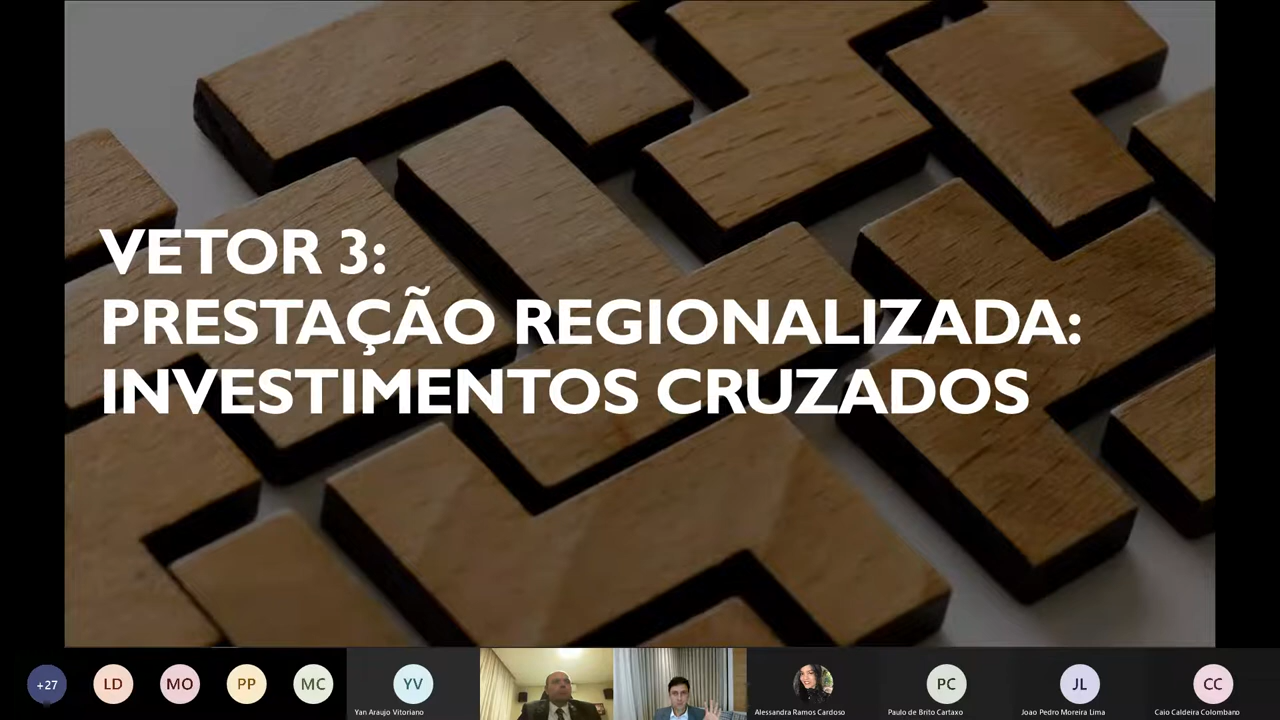 VETOR 3:
PRESTAÇÃO REGIONALIZADA:
INVESTIMENTOS CRUZADOS
+27
LD
MO
PP
MC
YV
PC
JL
CC
Yan Araujo Vitoriano
Alessandra Ramos Cardoso
Paulo de Brito Cartaxo
Joao Pedro Moreira Lima
Caio Caldeira Colombano